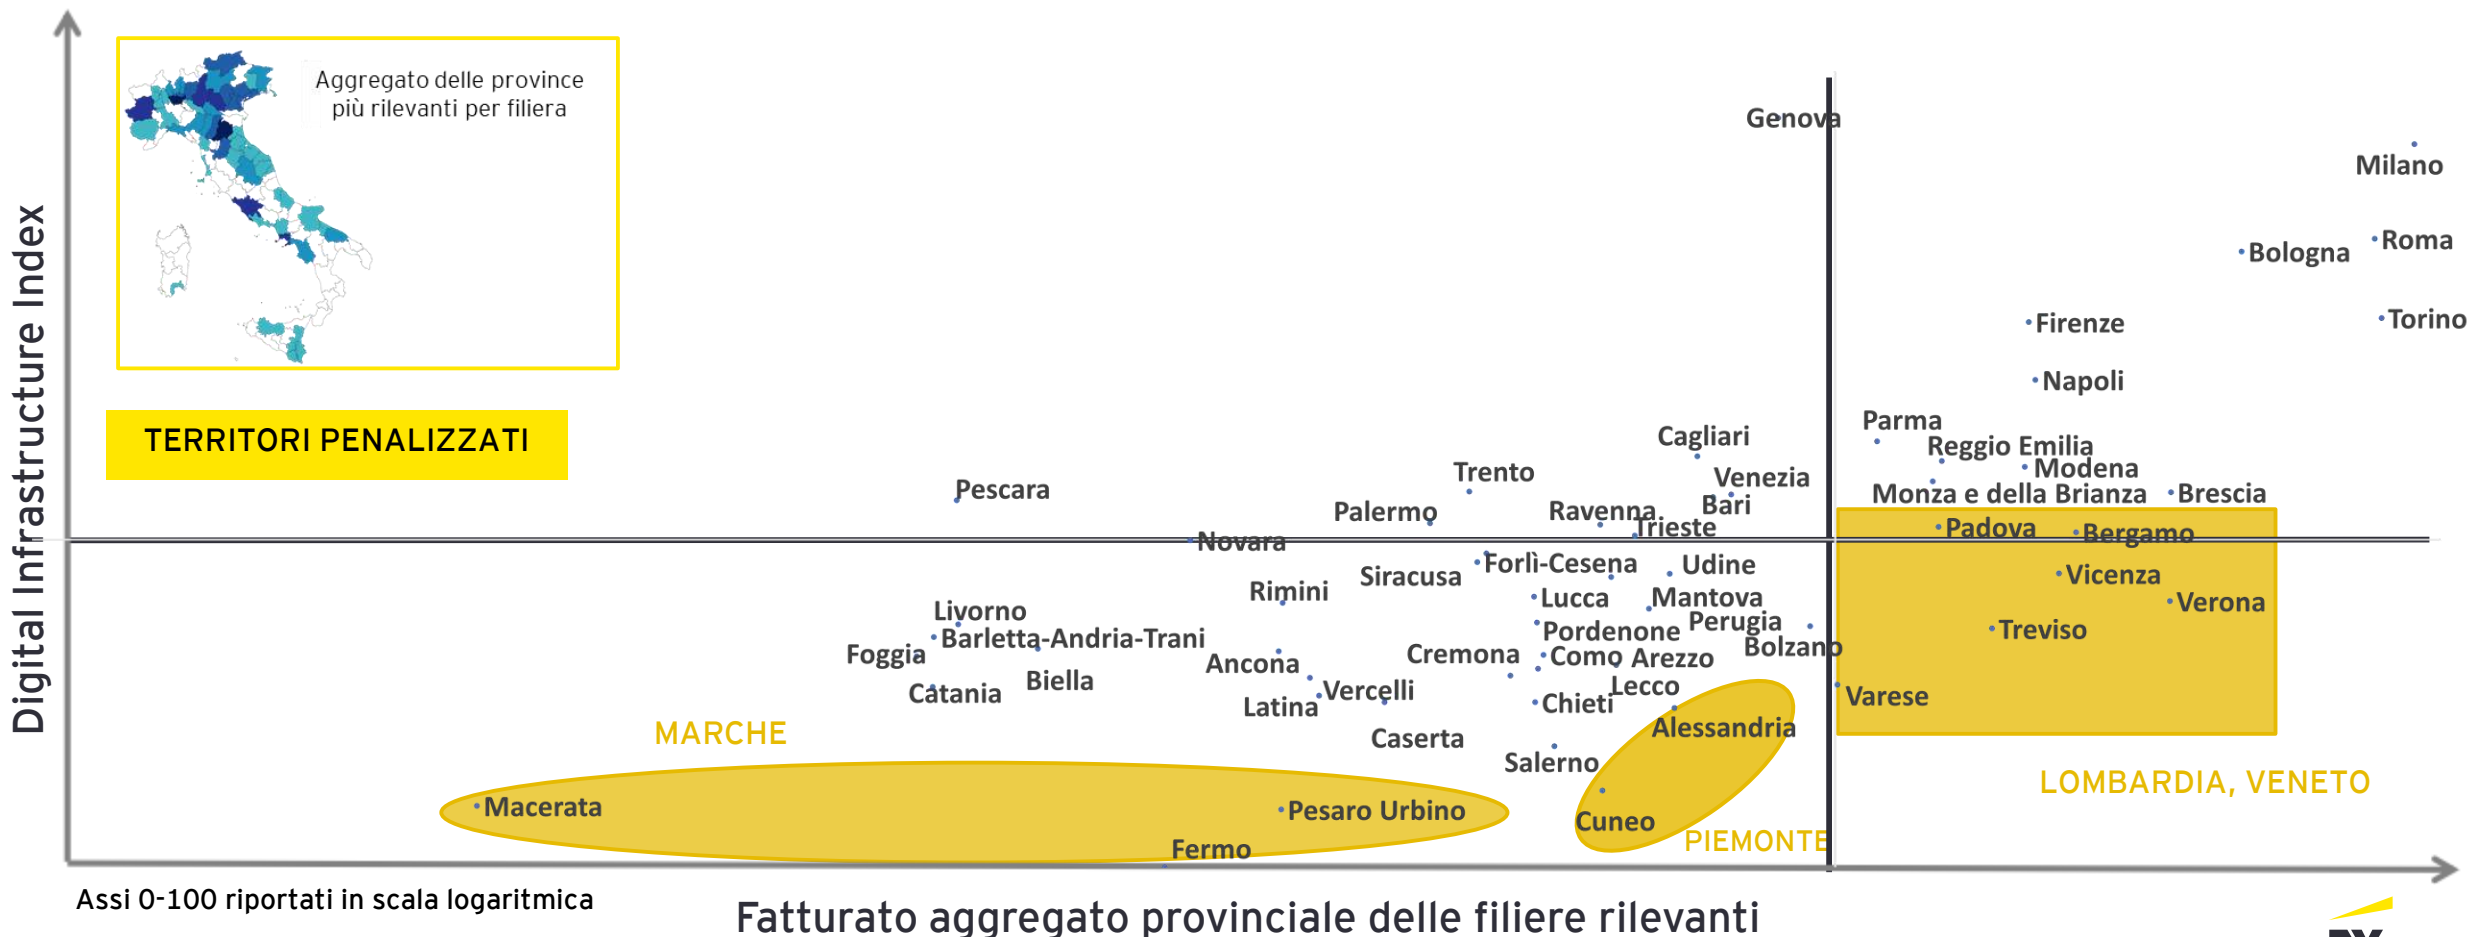 Aggregato delle province
più rilevanti per filiera
TERRITORI PENALIZZATI
Digital Infrastructure Index
Genova
Milano
Roma
Bologna
Torino
Firenze
Napoli
Parma
Cagliari
Reggio Emilia
Modena
Trento
Venezia
Pescara
Monza e della Brianza
Brescia
Bari
Palermo
Ravenna
Trieste
Padova
Bergamo
Novara
Forlì-Cesena
Udine
Siracusa
Vicenza
Rimini
Lucca
Mantova
Verona
Livorno
Perugia
Pordenone
Treviso
Barletta-Andria-Trani
Bolzano
Foggia
Ancona
Cremona
Como
Arezzo
Biella
Lecco
Catania
Vercelli
Varese
Latina
Chieti
Alessandria
MARCHE
Caserta
Salerno
LOMBARDIA, VENETO
Macerata
Pesaro Urbino
Cuneo
PIEMONTE
Fermo
Assi 0-100 riportati in scala logaritmica
Fatturato aggregato provinciale delle filiere rilevanti